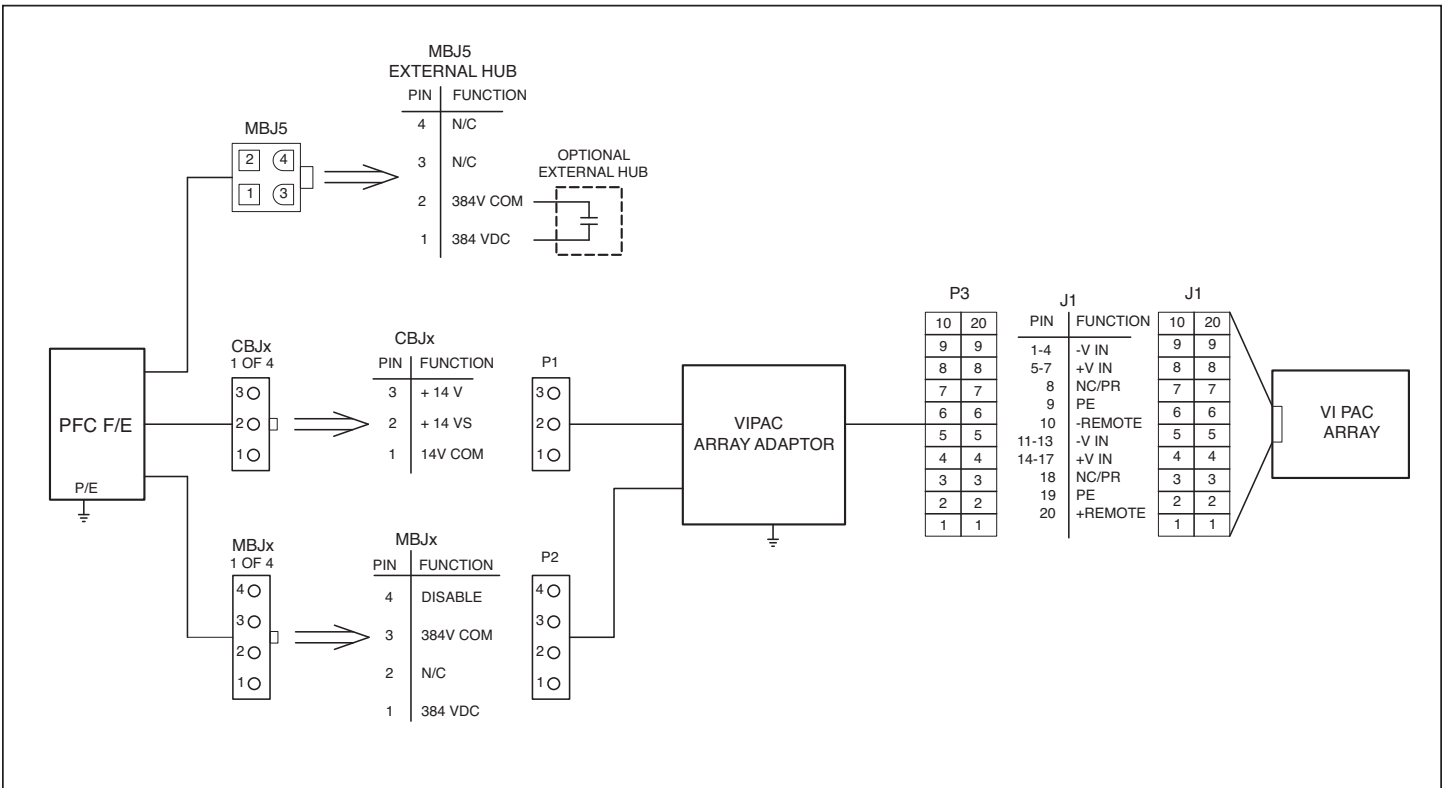 MBJ5
EXTERNAL HUB
PIN FUNCTION
4 N/C
3 N/C
2 384V COM
1 384 VDC
OPTIONAL
EXTERNAL HUB
MBJ5
2 4
1 3
PFC F/E
P/E
CBJx
1 OF 4
3
2
1
CBJx
PIN FUNCTION
3 + 14 V
2 + 14 VS
1 14V COM
P1
3
2
1
MBJx
1 OF 4
4
3
2
1
MBJx
PIN FUNCTION
4 DISABLE
3 384V COM
2 N/C
1 384 VDC
P2
4
3
2
1
VIPAC
ARRAY ADAPTOR
P3
10 20
9 9
8 8
7 7
6 6
5 5
4 4
3 3
2 2
1 1
J1
PIN FUNCTION
1-4 -V IN
5-7 +V IN
8 NC/PR
9 PE
10 -REMOTE
11-13 -V IN
14-17 +V IN
18 NC/PR
19 PE
20 +REMOTE
J1
10 20
9 9
8 8
7 7
6 6
5 5
4 4
3 3
2 2
1 1
VI PAC
ARRAY